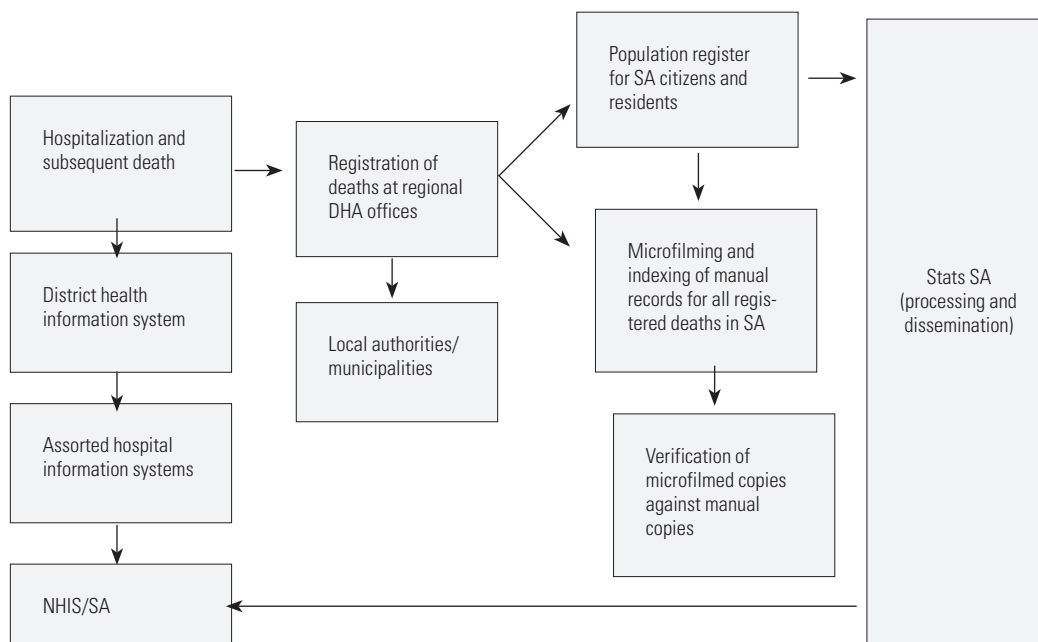 Hospitalization and
subsequent death
District health
information system
Assorted hospital
information systems
NHIS/SA
Registration of
deaths at regional
DHA offices
Local authorities/
municipalities
Population register
for SA citizens and
residents
Microfilming and
indexing of manual
records for all regis-
tered deaths in SA
Verification of
microfilmed copies
against manual
copies
Stats SA
(processing and
dissemination)